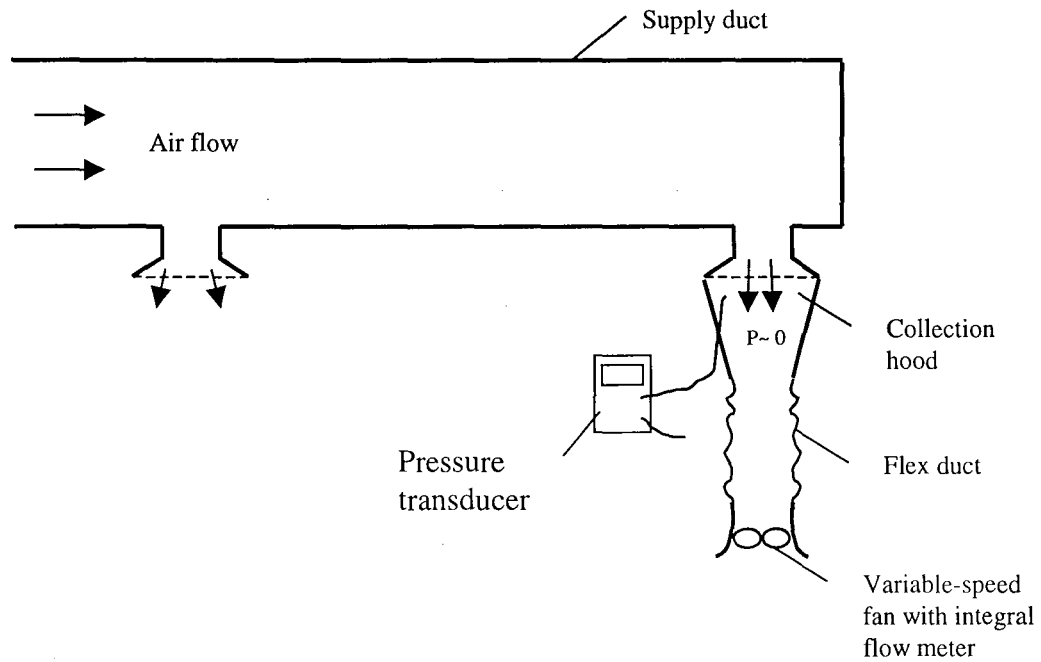 Supply duct
Air flow
P~ 0
Collection
hood
Pressure
transducer
Flex duct
Variable-speed
fan with integral
flow meter